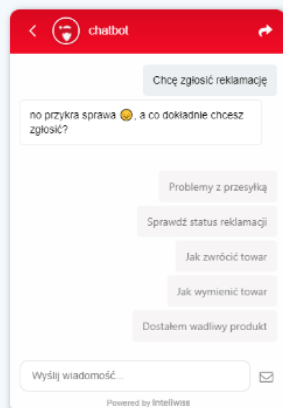 chatbot
Chcę zgłosić reklamację
no przykra sprawa 😕, a co dokładnie chcesz
zgłosić?
Problemy z przesyłką
Sprawdź status reklamacji
Jak zwrócić towar
Jak wymienić towar
Dostałem wadliwy produkt
Wyślij wiadomość...
Powered by Intelliwise